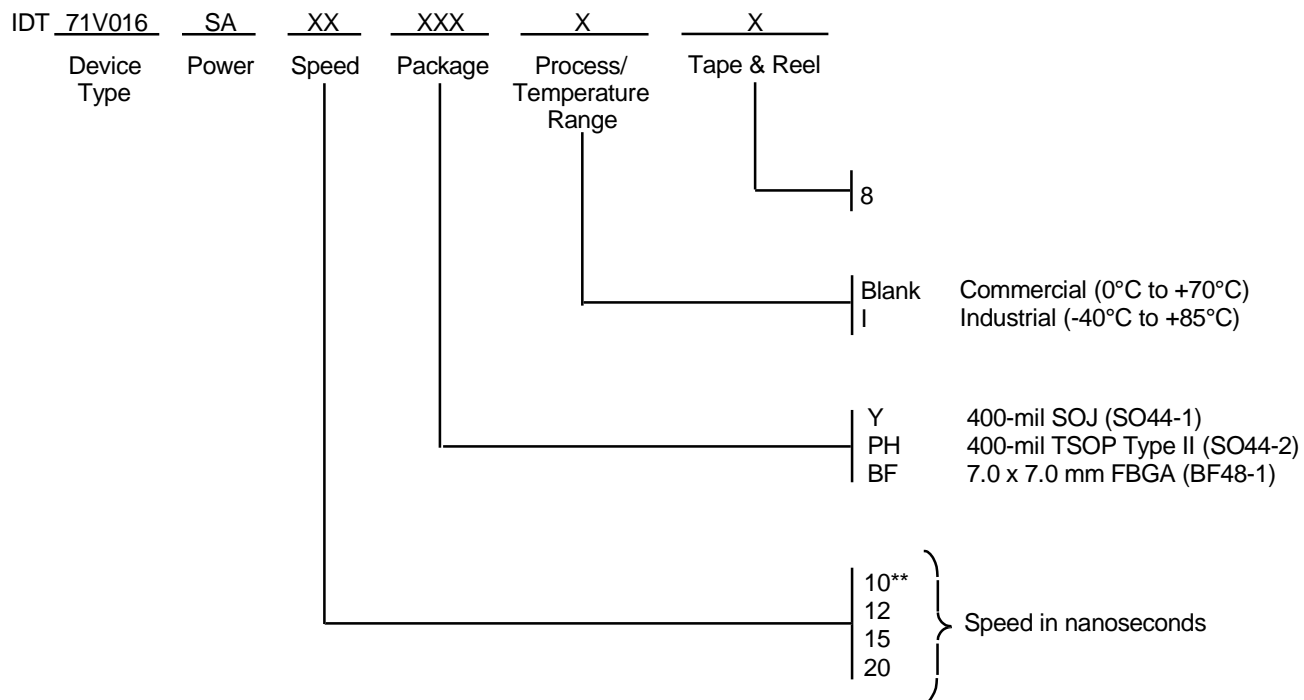 IDT 71V016 SA XX XXX X X
Device Type Power Speed Package Process/ Temperature Range Tape & Reel
8
Blank Commercial (0°C to +70°C)
I Industrial (-40°C to +85°C)
Y 400-mil SOJ (SO44-1)
PH 400-mil TSOP Type II (SO44-2)
BF 7.0 x 7.0 mm FBGA (BF48-1)
10**
12
Speed in nanoseconds
15
20